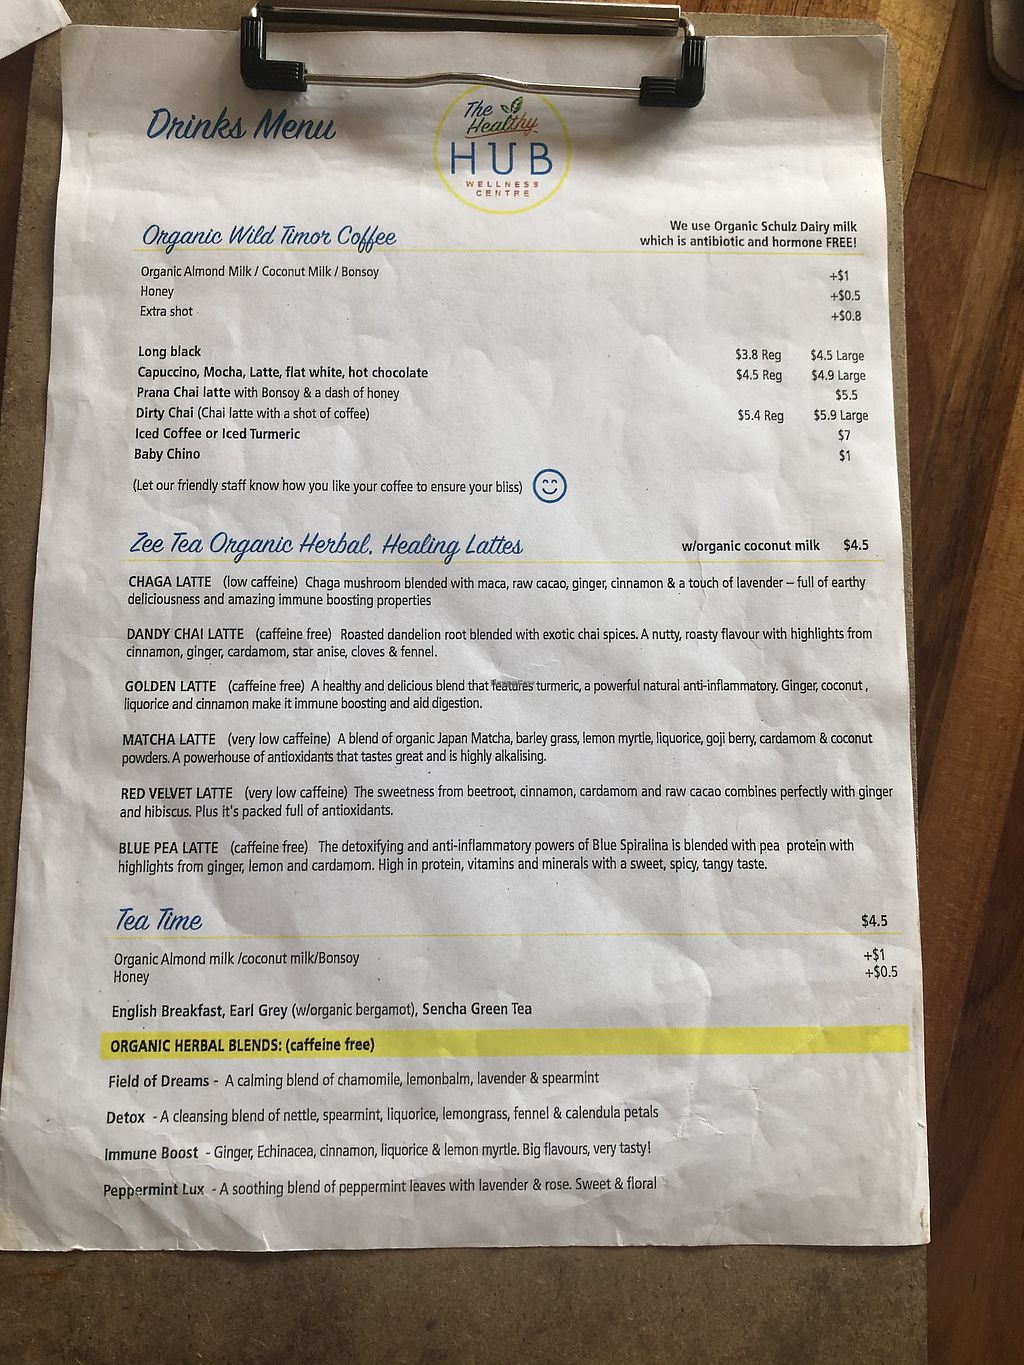 Drinks Menu
The
Healthy
HUB
WELLNESS
CENTRE
Organic Wild Timor Coffee
We use Organic Schulz Dairy milk
which is antibiotic and hormone FREE!
Organic Almond Milk / Coconut Milk / Bonsoy +$1
Honey +$0.5
Extra shot +$0.8
Long black $3.8 Reg $4.5 Large
Capuccino, Mocha, Latte, flat white, hot chocolate $4.5 Reg $4.9 Large
Prana Chai latte with Bonsoy & a dash of honey $5.5
Dirty Chai (Chai latte with a shot of coffee) $5.4 Reg $5.9 Large
Iced Coffee or Iced Turmeric $7
Baby Chino $1
(Let our friendly staff know how you like your coffee to ensure your bliss)
Zee Tea Organic Herbal, Healing Lattes w/organic coconut milk $4.5
CHAGA LATTE (low caffeine) Chaga mushroom blended with maca, raw cacao, ginger, cinnamon & a touch of lavender – full of earthy
deliciousness and amazing immune boosting properties
DANDY CHAI LATTE (caffeine free) Roasted dandelion root blended with exotic chai spices. A nutty, roasty flavour with highlights from
cinnamon, ginger, cardamom, star anise, cloves & fennel.
GOLDEN LATTE (caffeine free) A healthy and delicious blend that features turmeric, a powerful natural anti-inflammatory. Ginger, coconut ,
liquorice and cinnamon make it immune boosting and aid digestion.
MATCHA LATTE (very low caffeine) A blend of organic Japan Matcha, barley grass, lemon myrtle, liquorice, goji berry, cardamom & coconut
powders. A powerhouse of antioxidants that tastes great and is highly alkalising.
RED VELVET LATTE (very low caffeine) The sweetness from beetroot, cinnamon, cardamom and raw cacao combines perfectly with ginger
and hibiscus. Plus it's packed full of antioxidants.
BLUE PEA LATTE (caffeine free) The detoxifying and anti-inflammatory powers of Blue Spiralina is blended with pea protein with
highlights from ginger, lemon and cardamom. High in protein, vitamins and minerals with a sweet, spicy, tangy taste.
Tea Time $4.5
Organic Almond milk /coconut milk/Bonsoy +$1
Honey +$0.5
English Breakfast, Earl Grey (w/organic bergamot), Sencha Green Tea
ORGANIC HERBAL BLENDS: (caffeine free)
Field of Dreams - A calming blend of chamomile, lemonbalm, lavender & spearmint
Detox - A cleansing blend of nettle, spearmint, liquorice, lemongrass, fennel & calendula petals
Immune Boost - Ginger, Echinacea, cinnamon, liquorice & lemon myrtle. Big flavours, very tasty!
Peppermint Lux - A soothing blend of peppermint leaves with lavender & rose. Sweet & floral